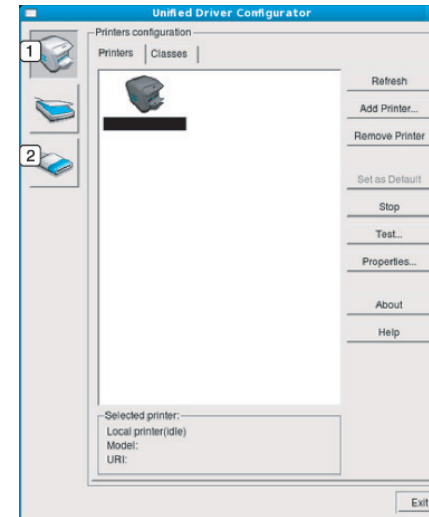 Unified Driver Configurator
1
2
Printers configuration
Printers
Classes
Refresh
Add Printer...
Remove Printer
Set as Default
Stop
Test...
Properties...
About
Help
Selected printer:
Local printer(idle)
Model:
URI:
Exit